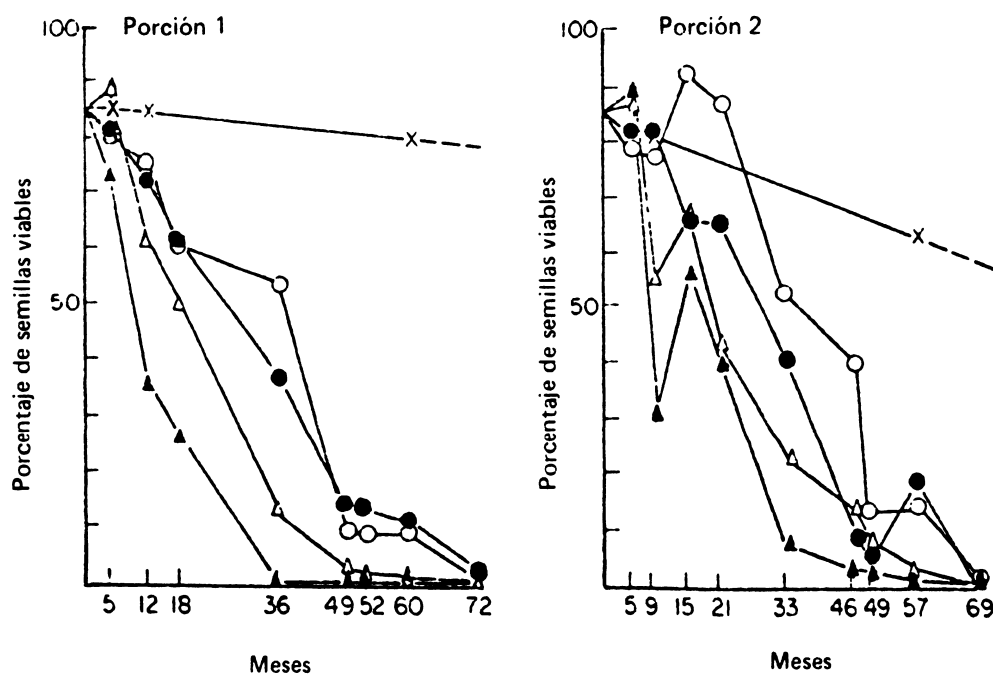 Porción 1
100
50
Porcentaje de semillas viables
5 12 18 36 49 52 60 72
Meses
Porción 2
100
50
Porcentaje de semillas viables
5 9 15 21 33 46 49 57 69
Meses